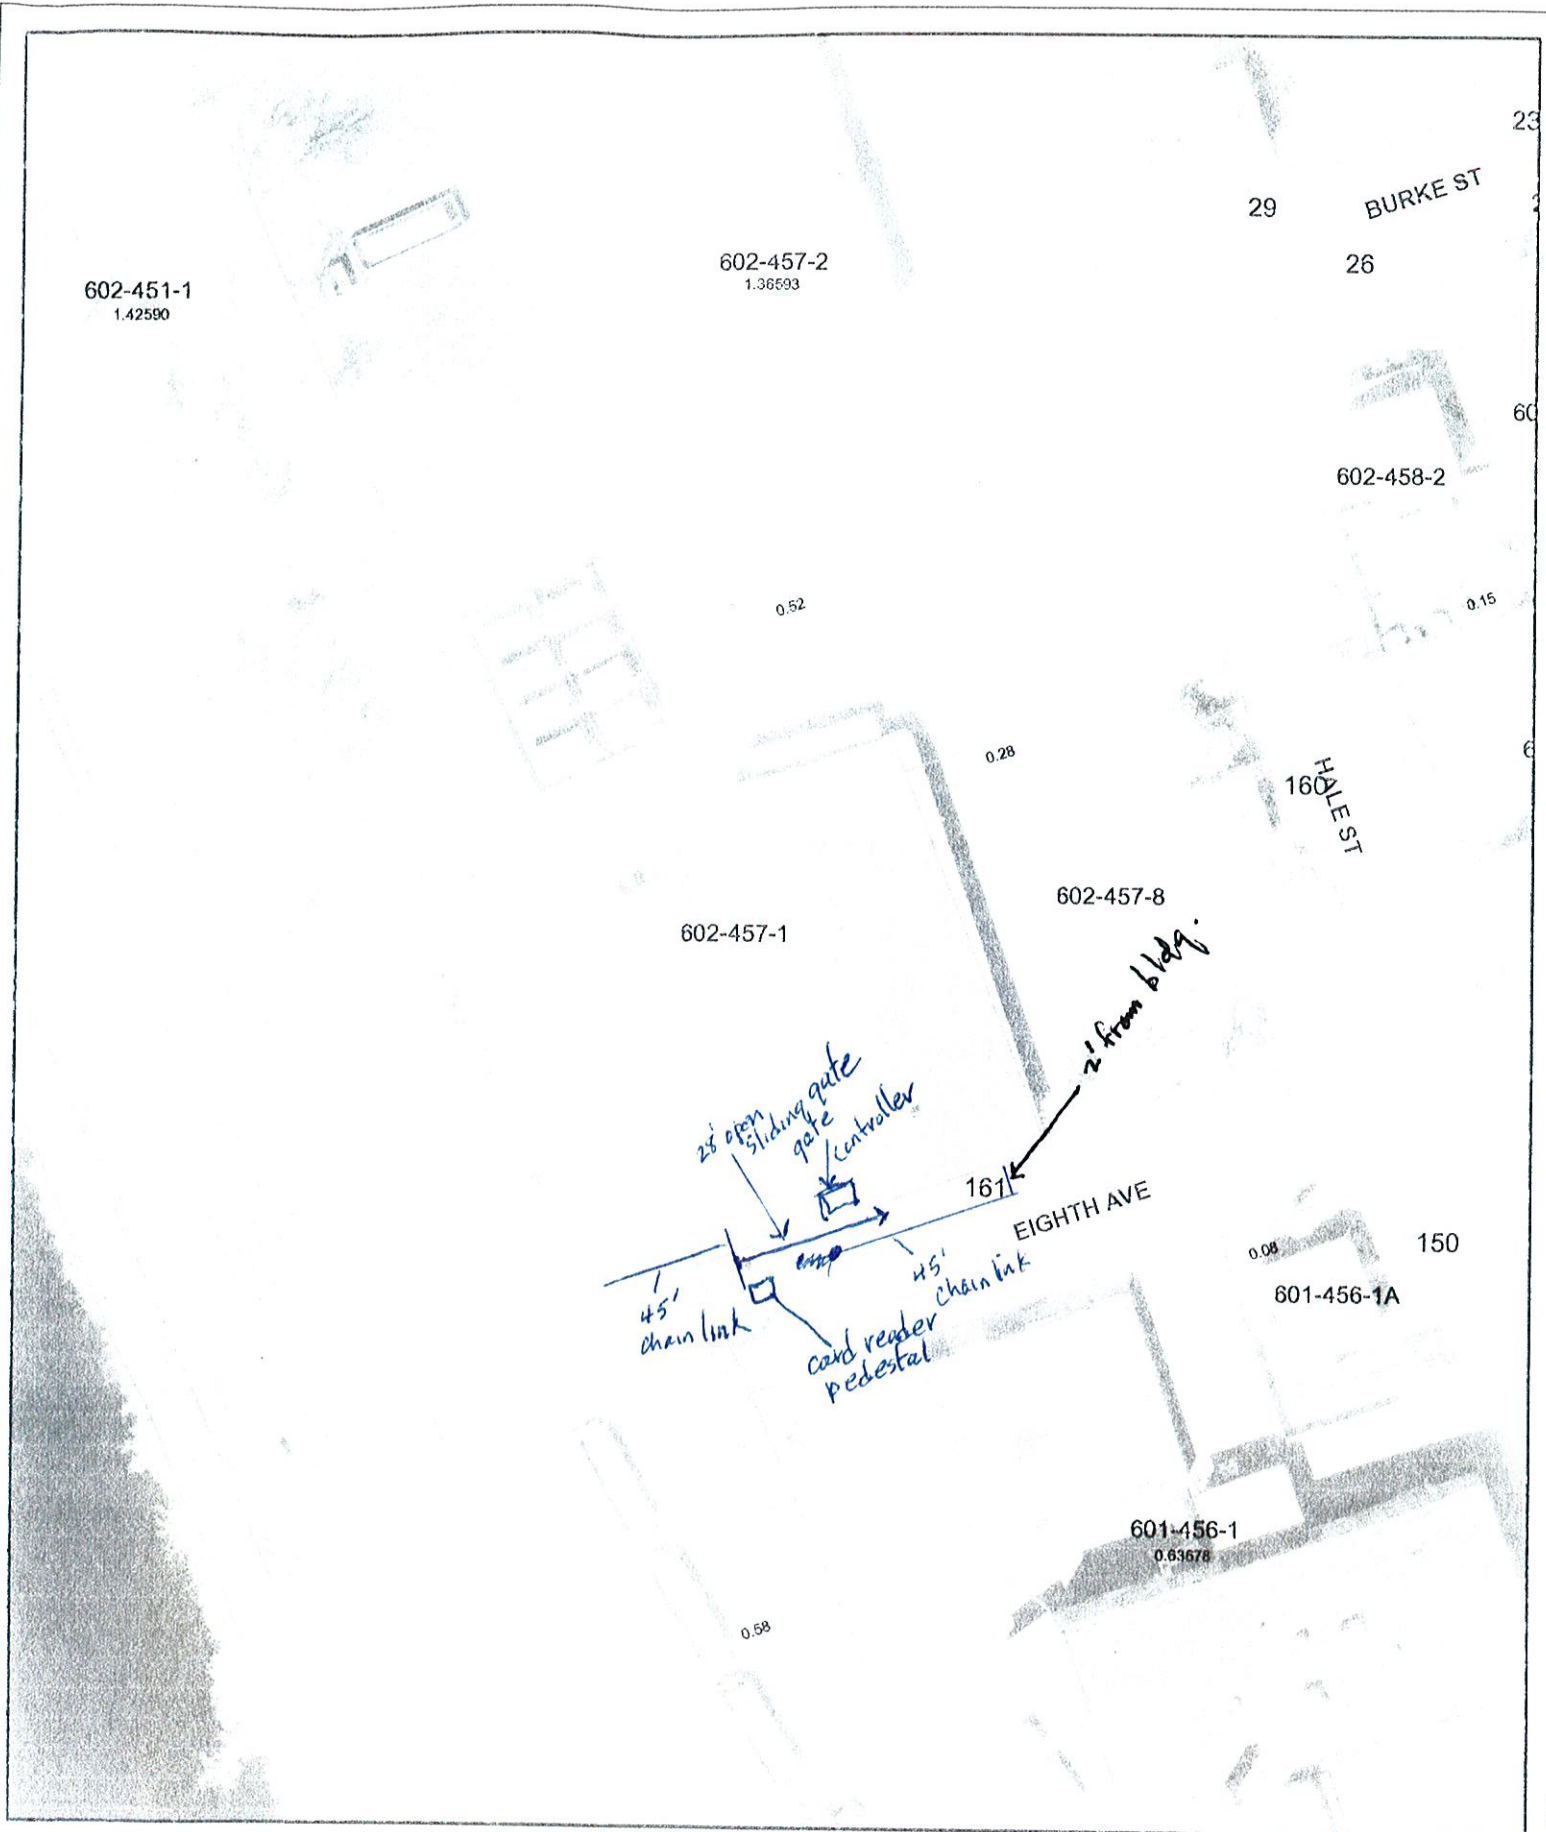 23
29
BURKE ST
26
602-451-1
1.42590
602-457-2
1.36593
60
602-458-2
0.52
0.15
0.28
6
160
HALE ST
602-457-8
602-457-1
2' from bldg.
28' open
sliding gate
gate
controller
161
EIGHTH AVE
0.08
150
601-456-1A
45'
chain link
45'
chain link
card reader
pedestal
601-456-1
0.63678
0.58